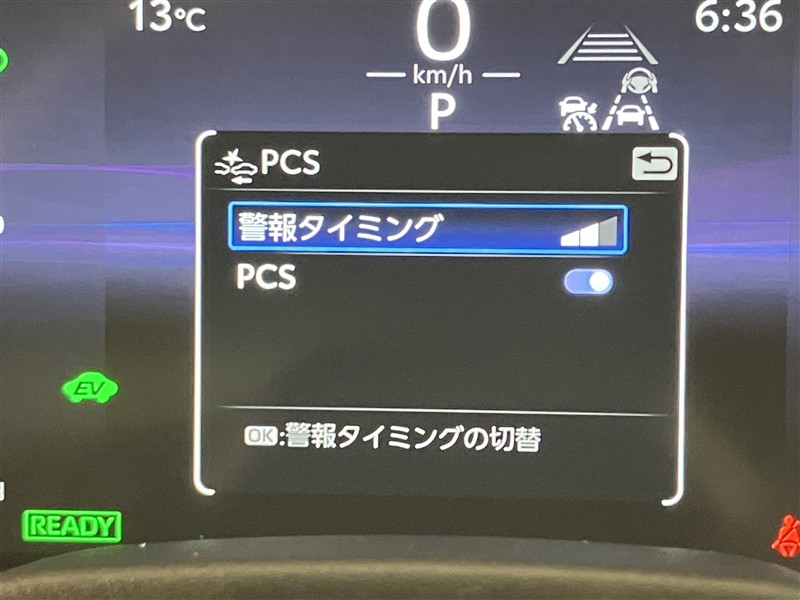 13℃
0
6:36
km/h
P
PCS
警報タイミング
PCS
EV
OK:警報タイミングの切替
READY